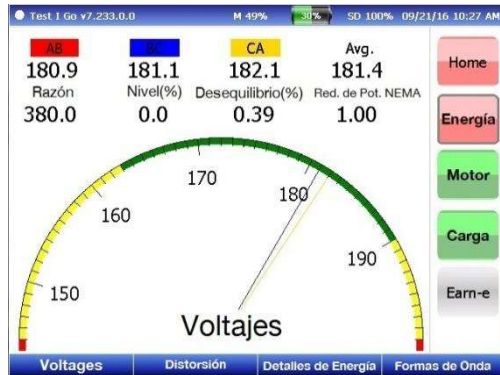 Test I Go v7.233.0.0 M 49% 30% SD 100% 09/21/16 10:27 AM
AB BC CA Avg.
180.9 181.1 182.1 181.4
Razón Nivel(%) Desequilibrio(%) Red. de Pot. NEMA
380.0 0.0 0.39 1.00
Home
Energía
Motor
Carga
Earn-e
150
160
170
180
190
Voltajes
Voltages Distorsión Detalles de Energía Formas de Onda